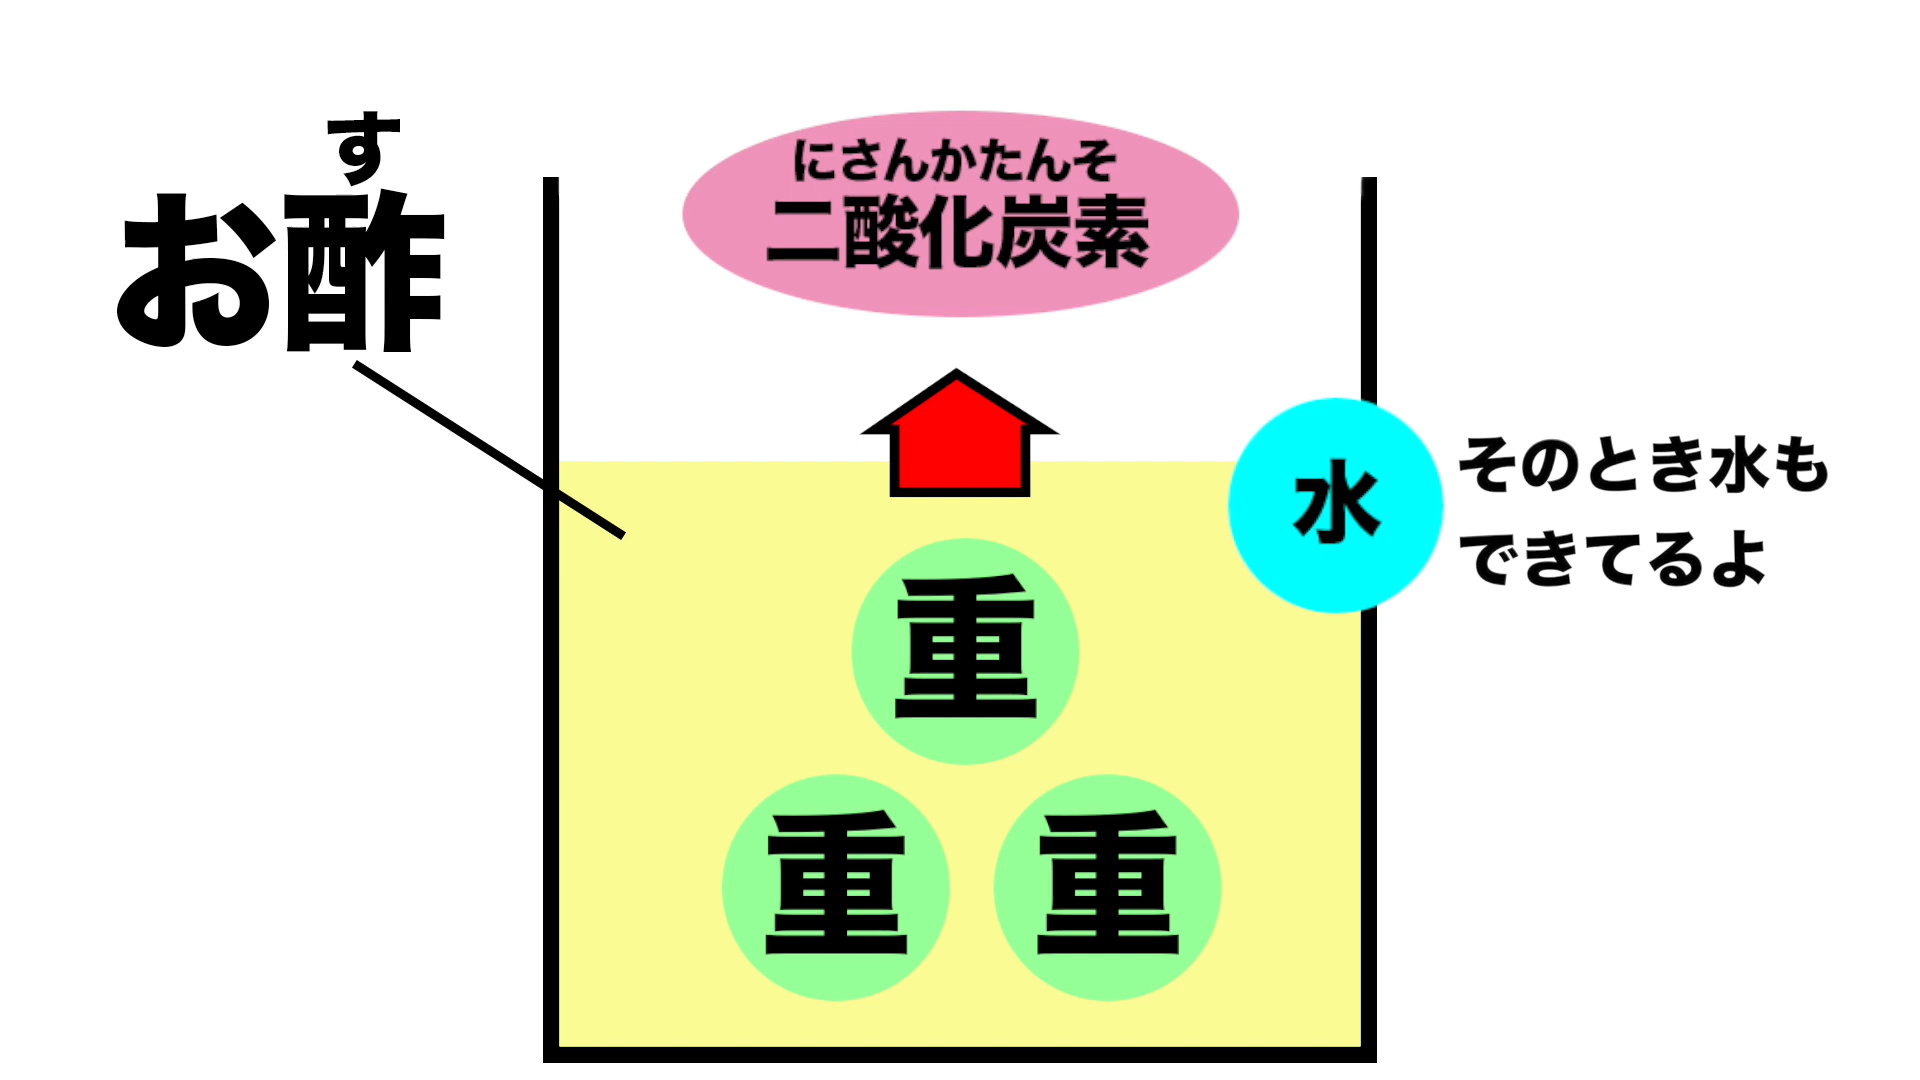 す
お酢
にさんかたんそ
二酸化炭素
水
そのとき水も
できてるよ
重
重
重